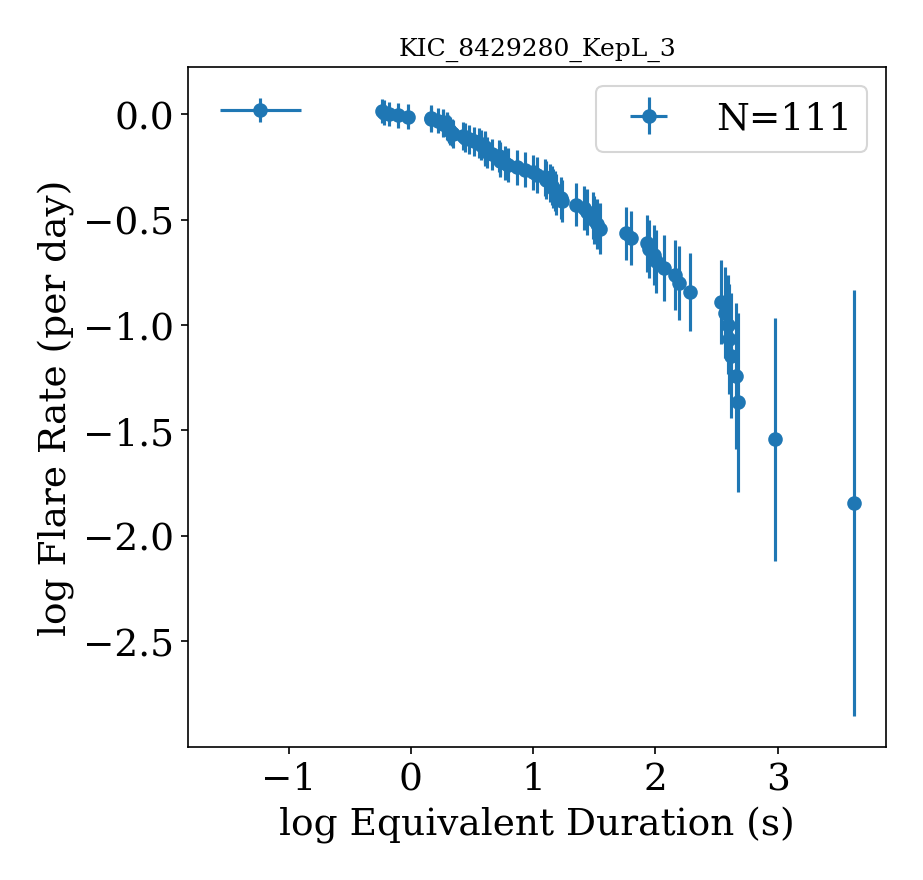 KIC_8429280_KepL_3
N=111
0.0
−0.5
−1.0
−1.5
−2.0
−2.5
log Flare Rate (per day)
−1 0 1 2 3
log Equivalent Duration (s)